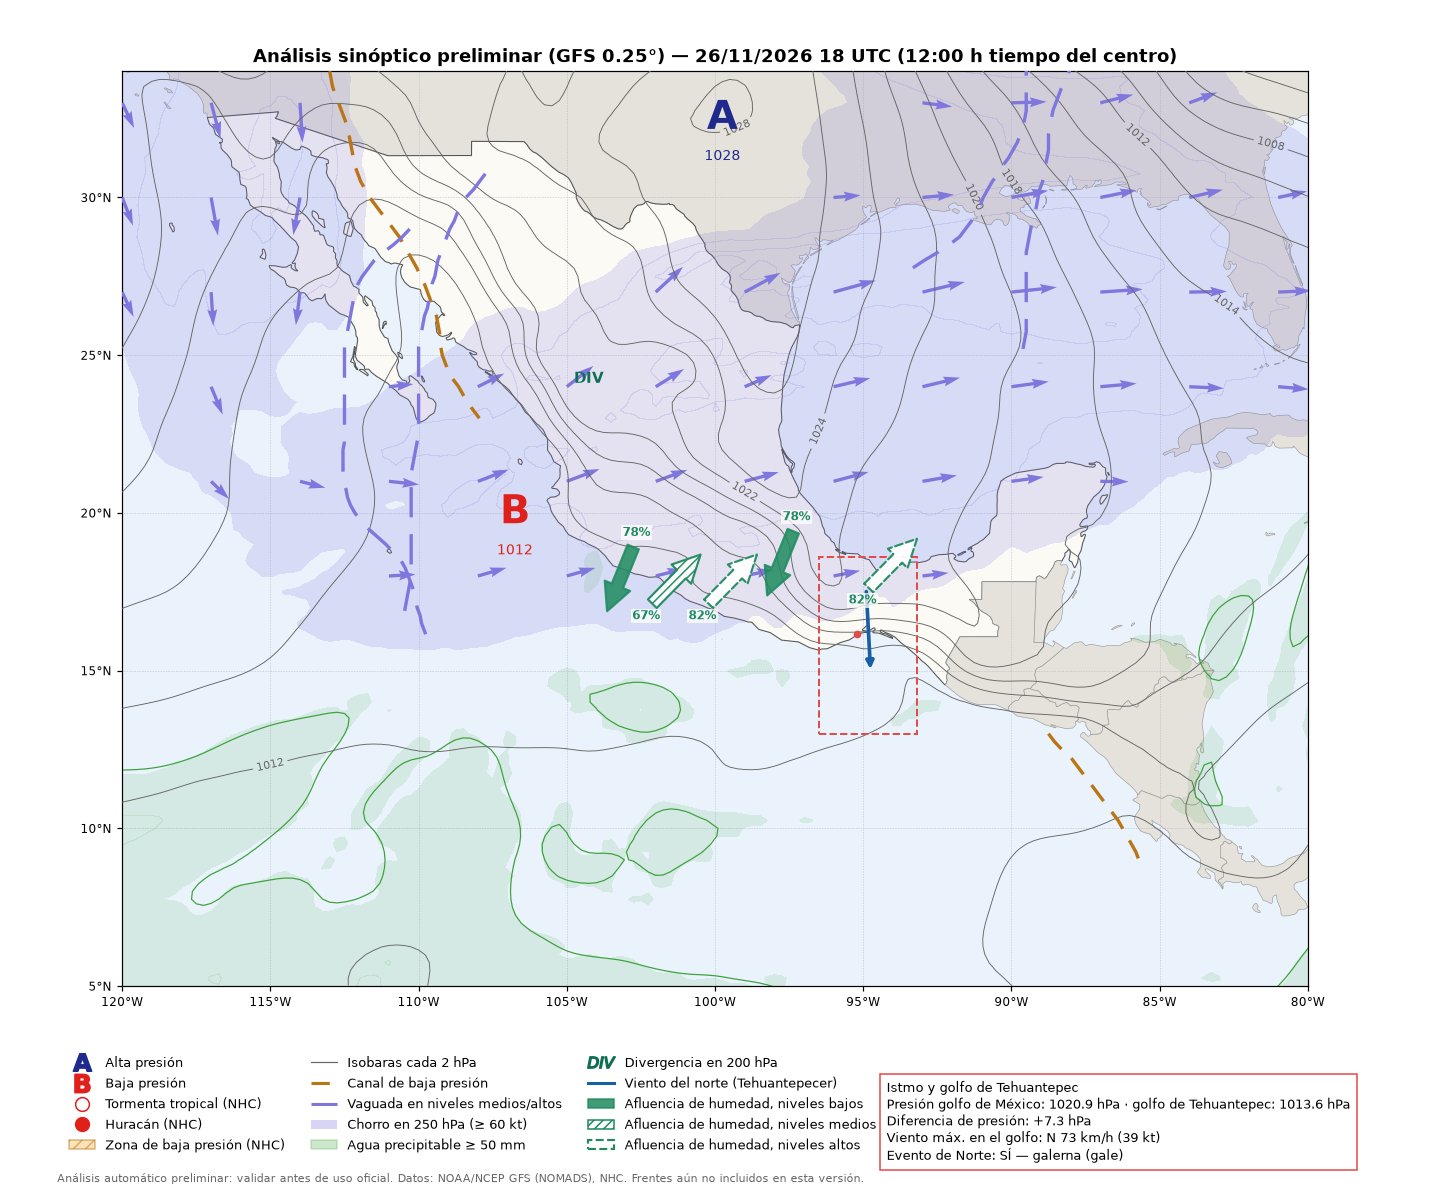 Análisis sinóptico preliminar (GFS 0.25°) — 26/11/2026 18 UTC (12:00 h tiempo del centro)
A
1028
1028
1012
1008
1018
1020
30°N
1014
25°N
DIV
1024
1022
20°N
B
1012
78%
78%
67%
82%
82%
15°N
1012
10°N
5°N
120°W
115°W
110°W
105°W
100°W
95°W
90°W
85°W
80°W
A Alta presión
B Baja presión
Tormenta tropical (NHC)
Huracán (NHC)
Zona de baja presión (NHC)
Isobaras cada 2 hPa
Canal de baja presión
Vaguada en niveles medios/altos
Chorro en 250 hPa (≥ 60 kt)
Agua precipitable ≥ 50 mm
DIV Divergencia en 200 hPa
Viento del norte (Tehuantepecer)
Afluencia de humedad, niveles bajos
Afluencia de humedad, niveles medios
Afluencia de humedad, niveles altos
Istmo y golfo de Tehuantepec
Presión golfo de México: 1020.9 hPa · golfo de Tehuantepec: 1013.6 hPa
Diferencia de presión: +7.3 hPa
Viento máx. en el golfo: N 73 km/h (39 kt)
Evento de Norte: SÍ — galerna (gale)
Análisis automático preliminar: validar antes de uso oficial. Datos: NOAA/NCEP GFS (NOMADS), NHC. Frentes aún no incluidos en esta versión.